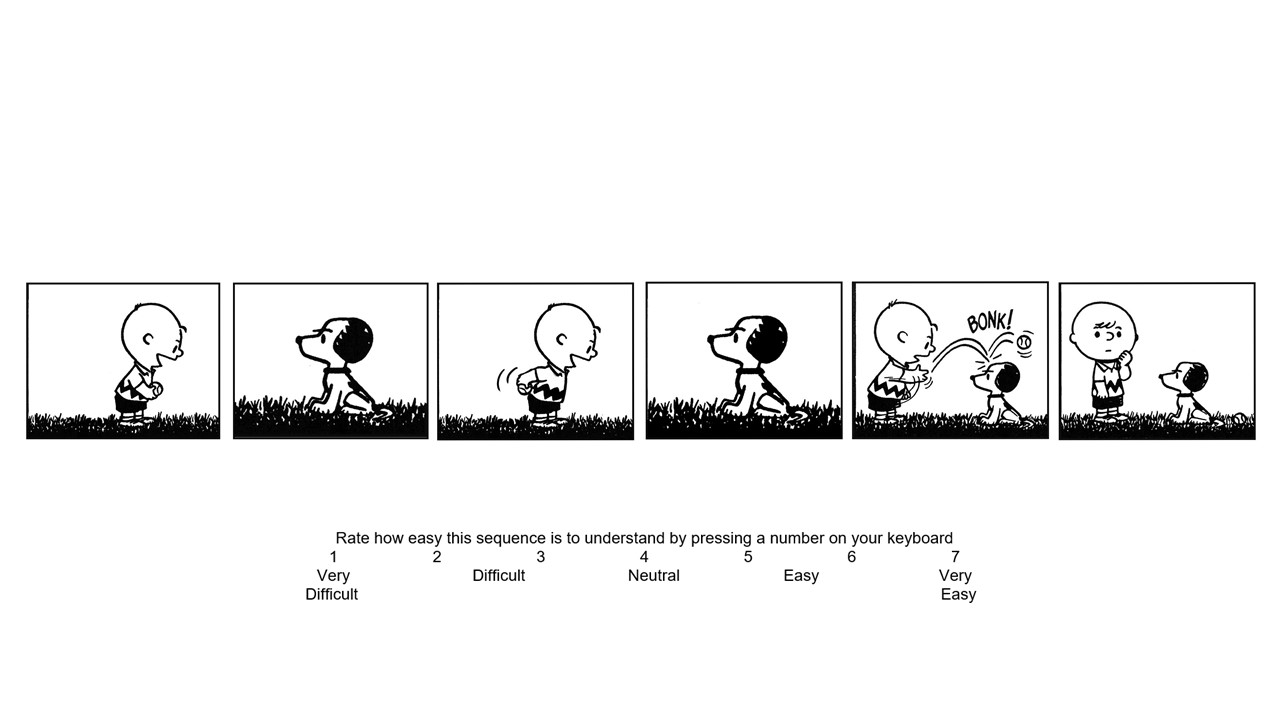 BONK!
Rate how easy this sequence is to understand by pressing a number on your keyboard
1 2 3 4 5 6 7
Very Difficult Neutral Easy Very
Difficult Easy